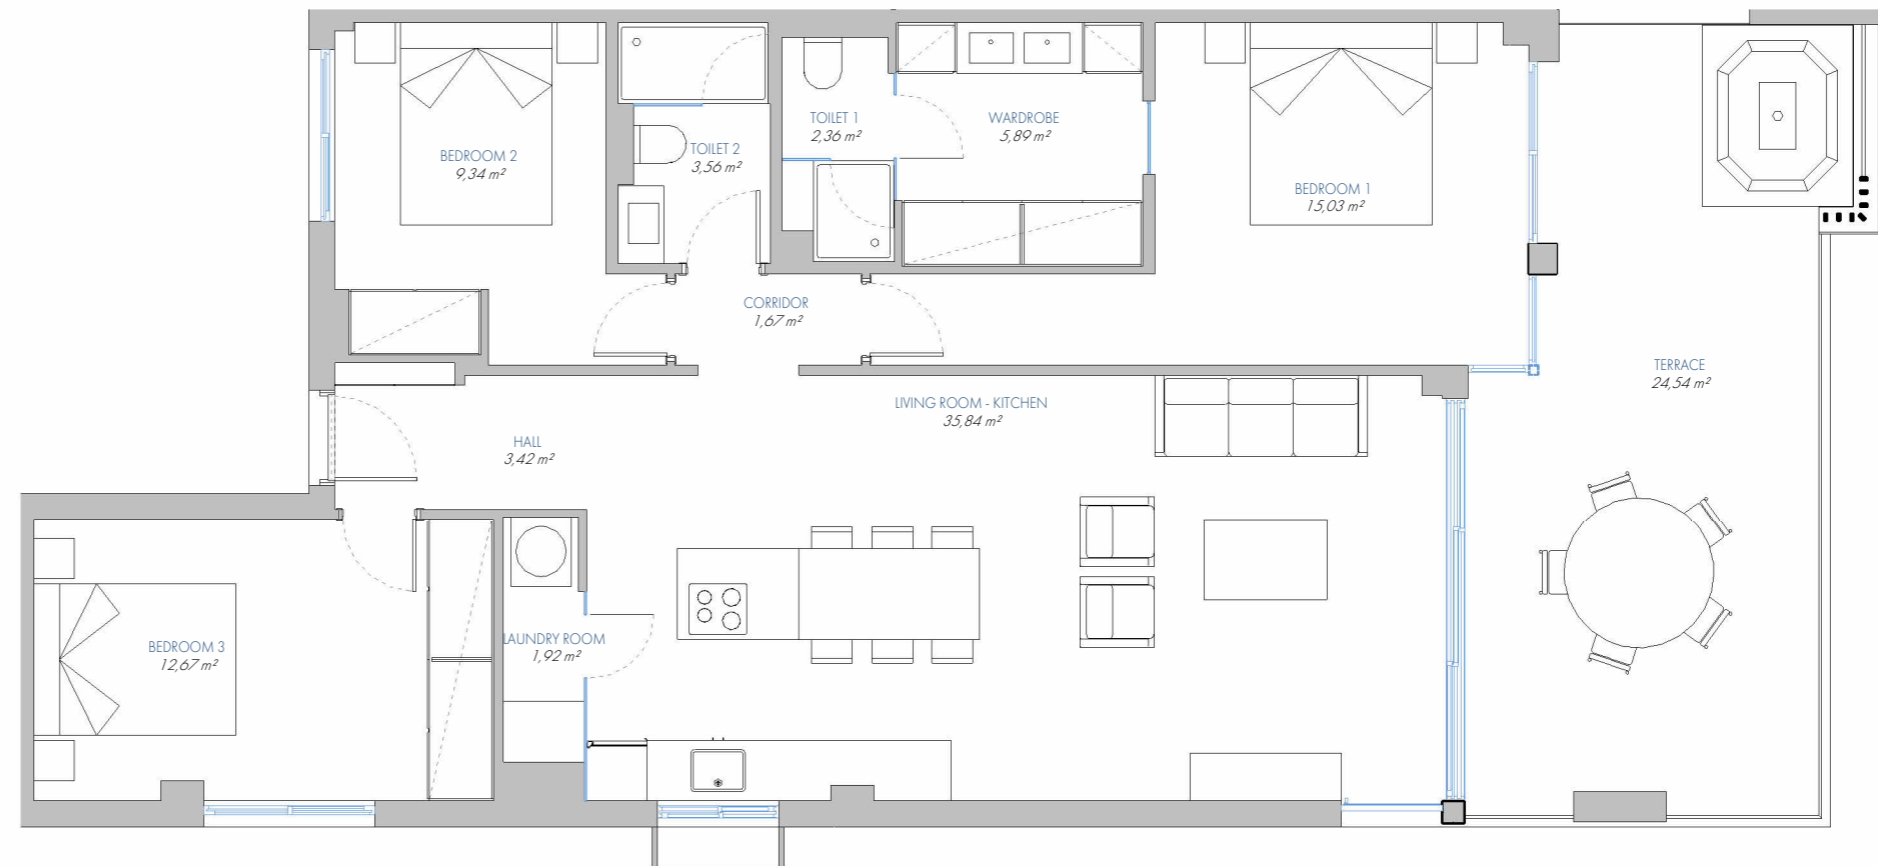 TOILET 1
2,36 m²
WARDROBE
5,89 m²
TOILET 2
3,56 m²
BEDROOM 2
9,34 m²
BEDROOM 1
15,03 m²
CORRIDOR
1,67 m²
TERRACE
24,54 m²
LIVING ROOM - KITCHEN
35,84 m²
HALL
3,42 m²
BEDROOM 3
12,67 m²
LAUNDRY ROOM
1,92 m²